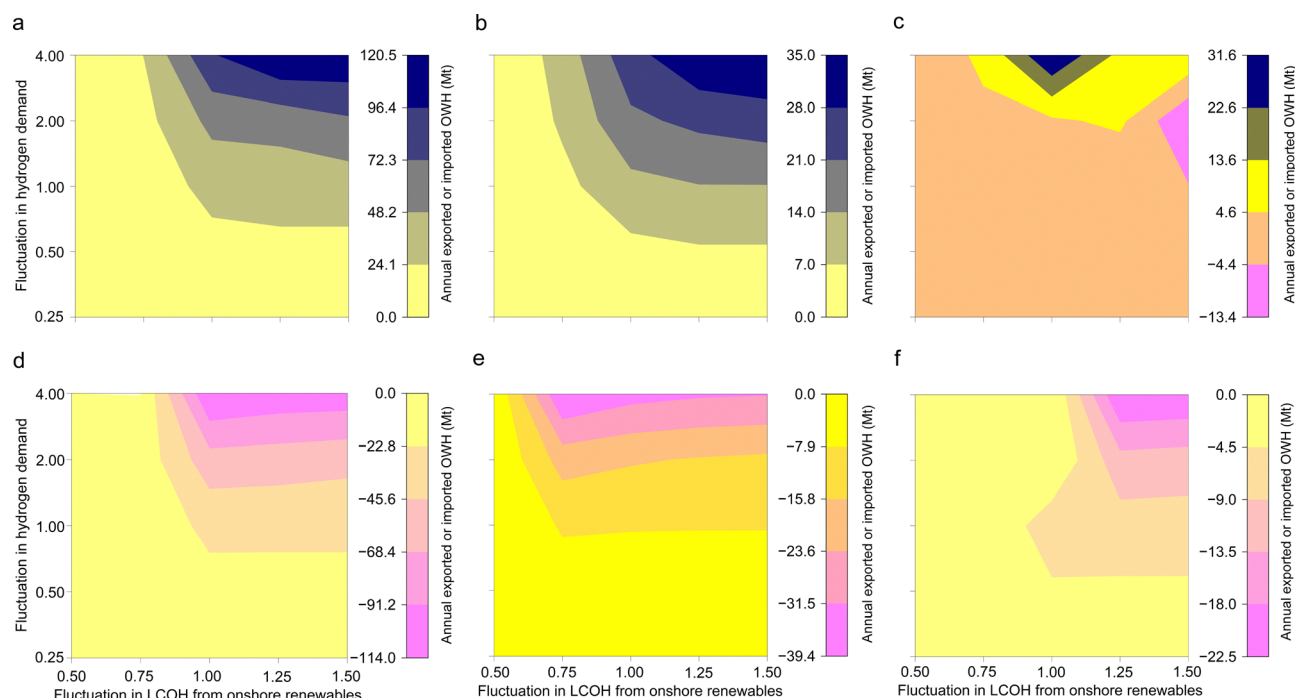 a
b
c
4.00
2.00
1.00
0.50
0.25
Fluctuation in hydrogen demand
120.5
96.4
72.3
48.2
24.1
0.0
Annual exported or imported OWH (Mt)
35.0
28.0
21.0
14.0
7.0
0.0
Annual exported or imported OWH (Mt)
31.6
22.6
13.6
4.6
−4.4
−13.4
Annual exported or imported OWH (Mt)
d
e
f
4.00
2.00
1.00
0.50
0.25
Fluctuation in hydrogen demand
0.50 0.75 1.00 1.25 1.50
Fluctuation in LCOH from onshore renewables
0.0
−22.8
−45.6
−68.4
−91.2
−114.0
Annual exported or imported OWH (Mt)
0.50 0.75 1.00 1.25 1.50
Fluctuation in LCOH from onshore renewables
0.0
−7.9
−15.8
−23.6
−31.5
−39.4
Annual exported or imported OWH (Mt)
0.50 0.75 1.00 1.25 1.50
Fluctuation in LCOH from onshore renewables
0.0
−4.5
−9.0
−13.5
−18.0
−22.5
Annual exported or imported OWH (Mt)